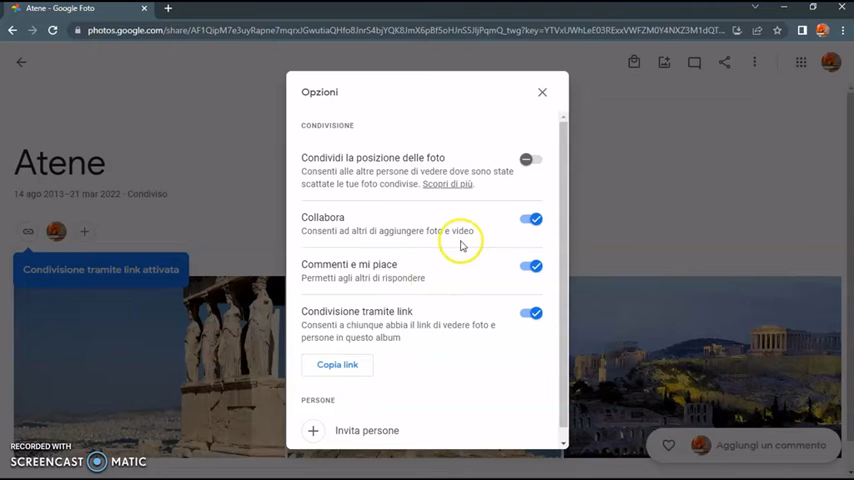 Atene - Google Foto
photos.google.com/share/
Opzioni
CONDIVISIONE
Condividi la posizione delle foto
Consenti alle altre persone di vedere dove sono state
scattate le tue foto condivise. Scopri di più.
Collabora
Consenti ad altri di aggiungere foto e video
Commenti e mi piace
Permetti agli altri di rispondere
Condivisione tramite link
Consenti a chiunque abbia il link di vedere foto e
persone in questo album
Copia link
PERSONE
Invita persone
Atene
14 ago 2013–21 mar 2022 · Condiviso
Condivisione tramite link attivata
Aggiungi un commento
RECORDED WITH
SCREENCAST MATIC